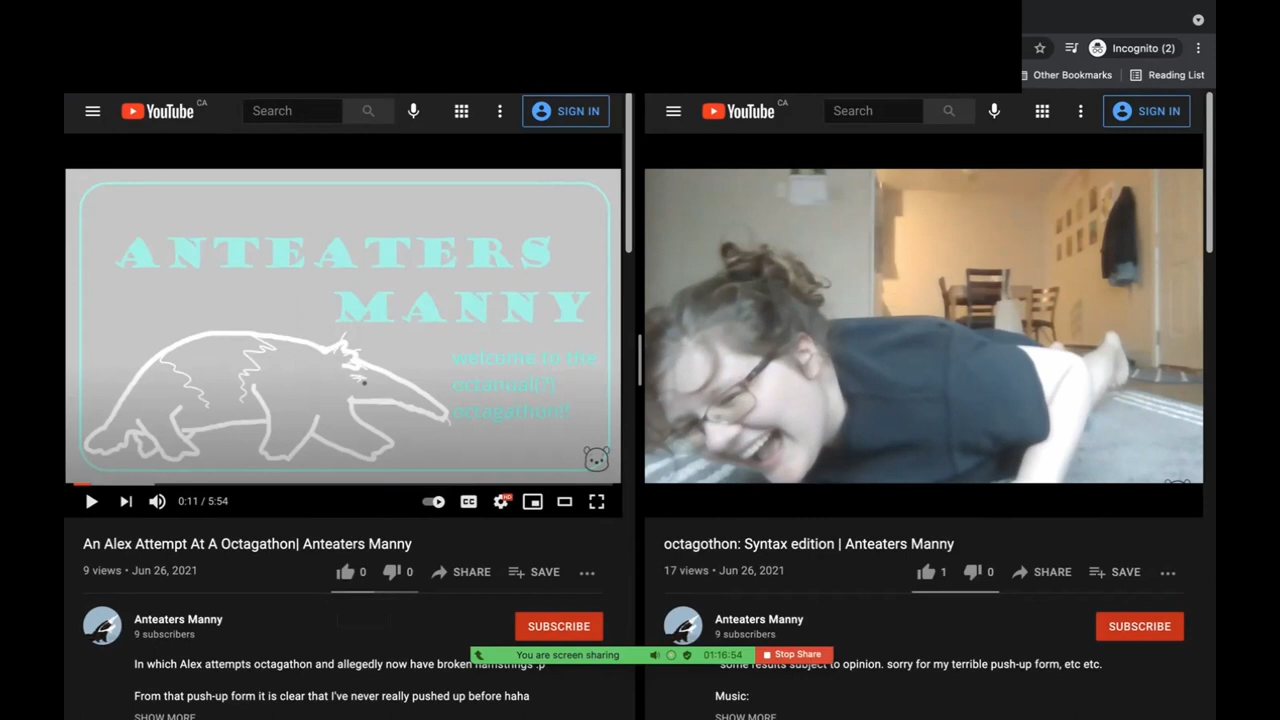 Incognito (2)
Other Bookmarks
Reading List
YouTube CA
Search
SIGN IN
YouTube CA
Search
SIGN IN
ANTEATERS
MANNY
welcome to the
octanual(?)
octagathon!!
0:11 / 5:54
CC
HD
An Alex Attempt At A Octagathon| Anteaters Manny
9 views • Jun 26, 2021
0
0
SHARE
SAVE
octagothon: Syntax edition | Anteaters Manny
17 views • Jun 26, 2021
1
0
SHARE
SAVE
Anteaters Manny
9 subscribers
SUBSCRIBE
Anteaters Manny
9 subscribers
SUBSCRIBE
You are screen sharing
01:16:54
Stop Share
In which Alex attempts octagathon and allegedly now have broken hamstrings :p
From that push-up form it is clear that I've never really pushed up before haha
SHOW MORE
some results subject to opinion. sorry for my terrible push-up form, etc etc.
Music:
SHOW MORE